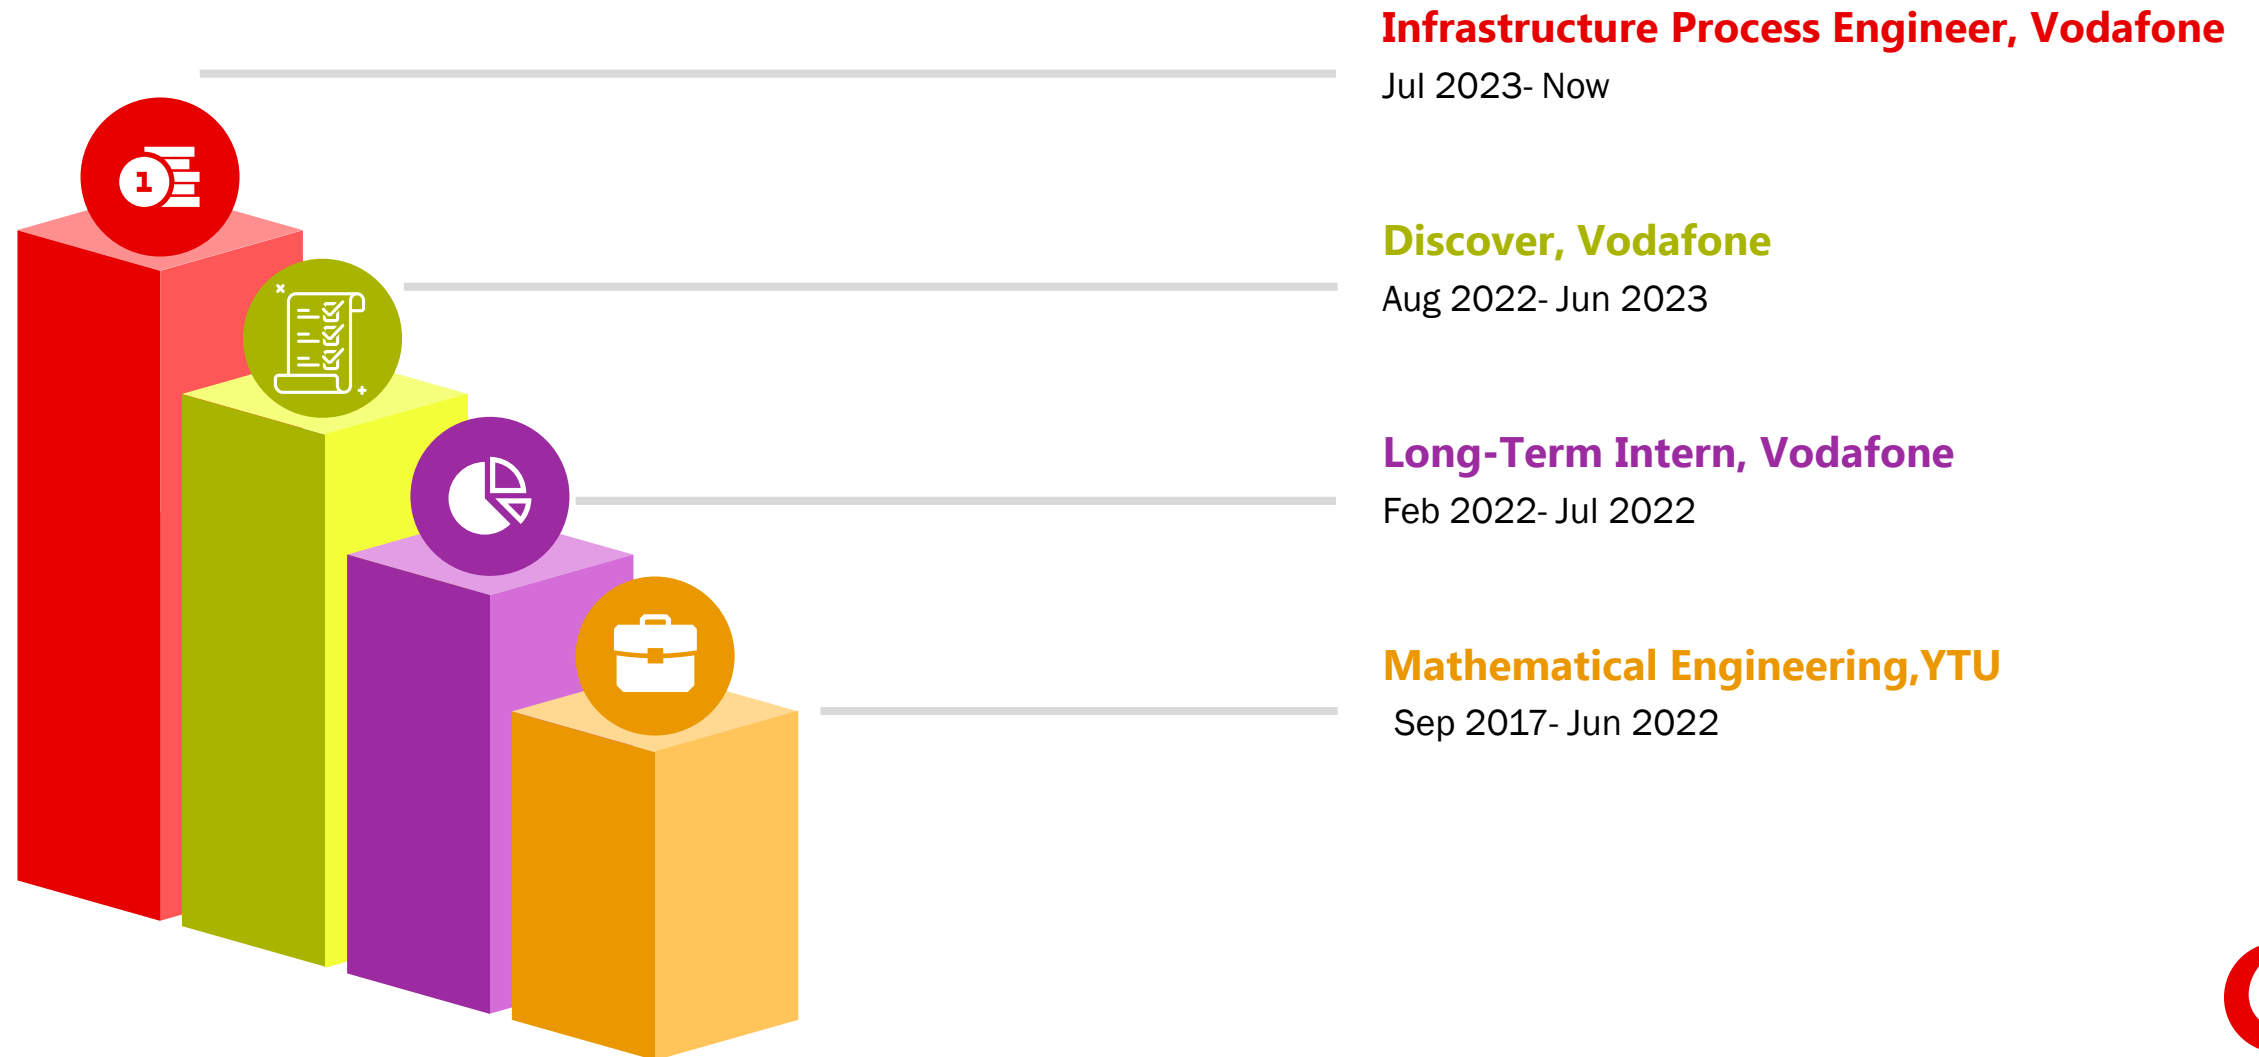 Infrastructure Process Engineer, Vodafone
Jul 2023- Now
1
Discover, Vodafone
Aug 2022- Jun 2023
Long-Term Intern, Vodafone
Feb 2022- Jul 2022
Mathematical Engineering,YTU
Sep 2017- Jun 2022